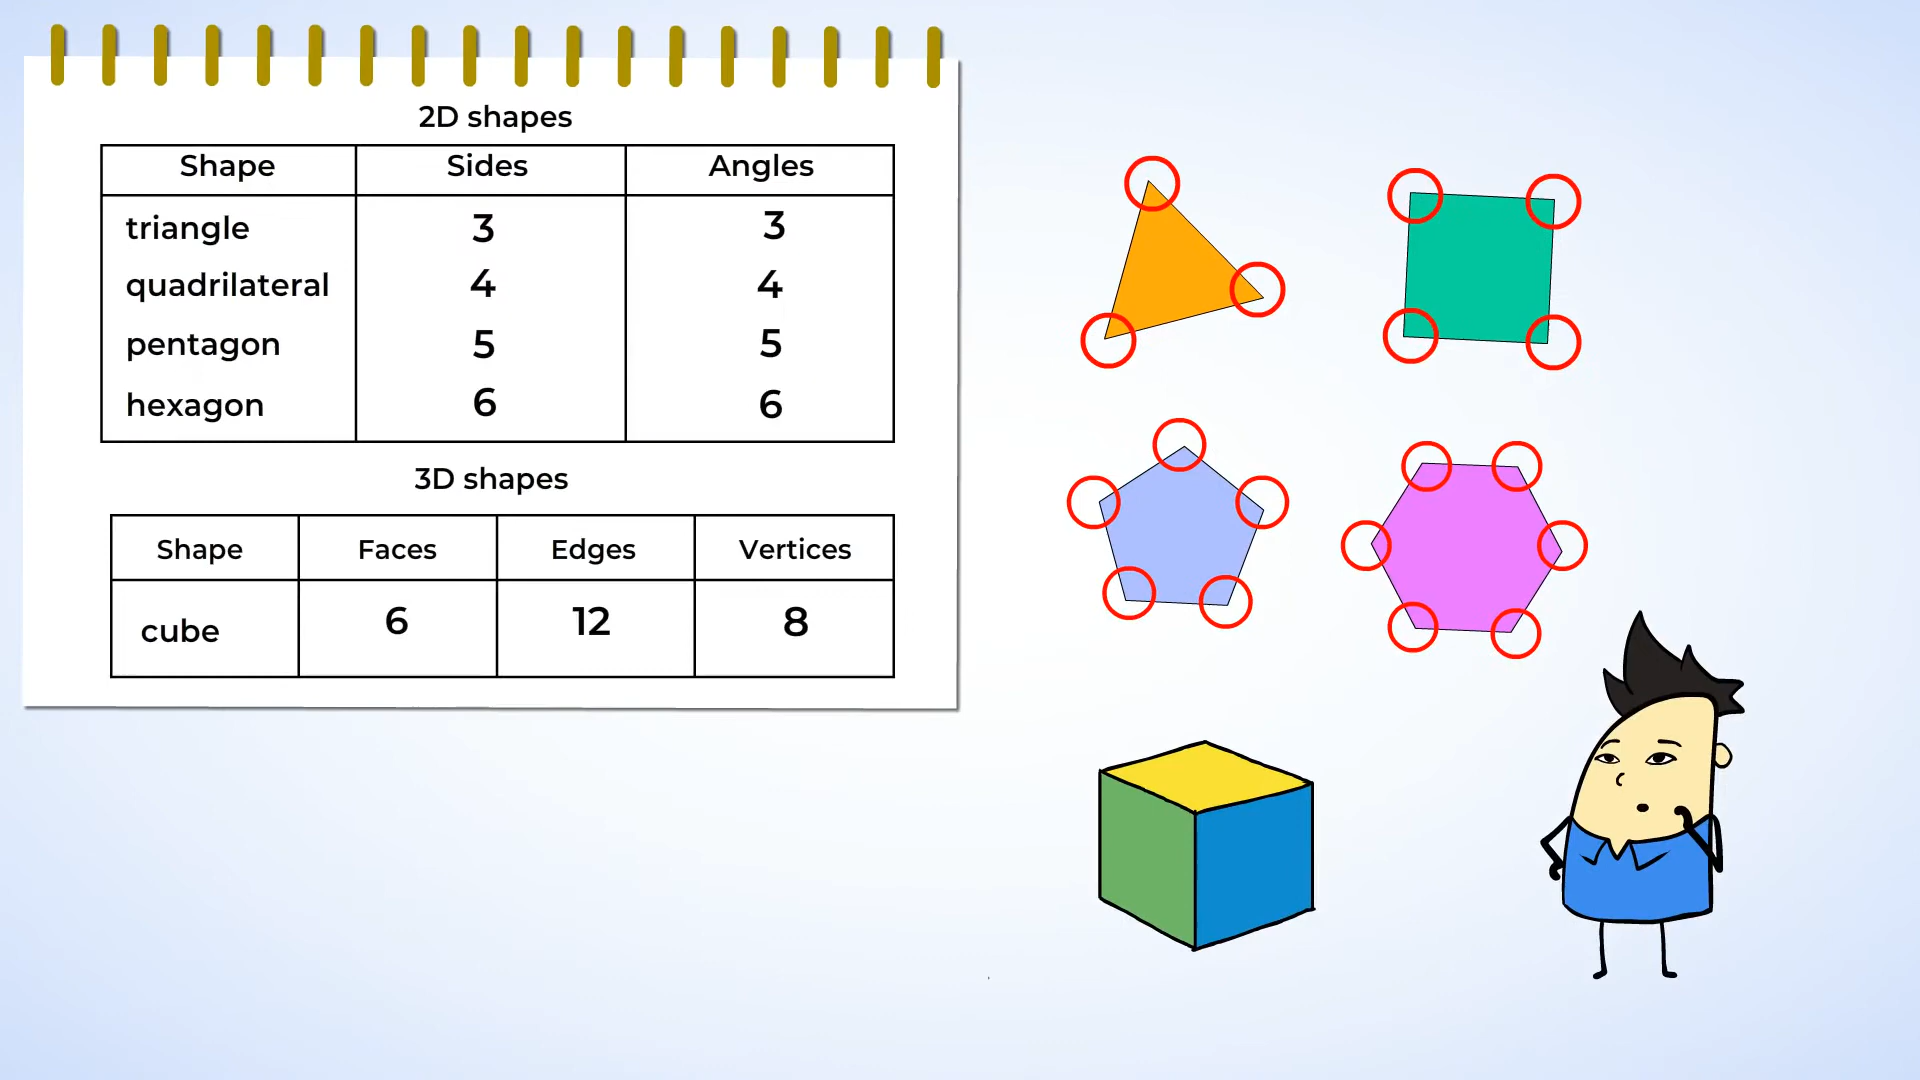 2D shapes
Shape Sides Angles
triangle 3 3
quadrilateral 4 4
pentagon 5 5
hexagon 6 6
3D shapes
Shape Faces Edges Vertices
cube 6 12 8